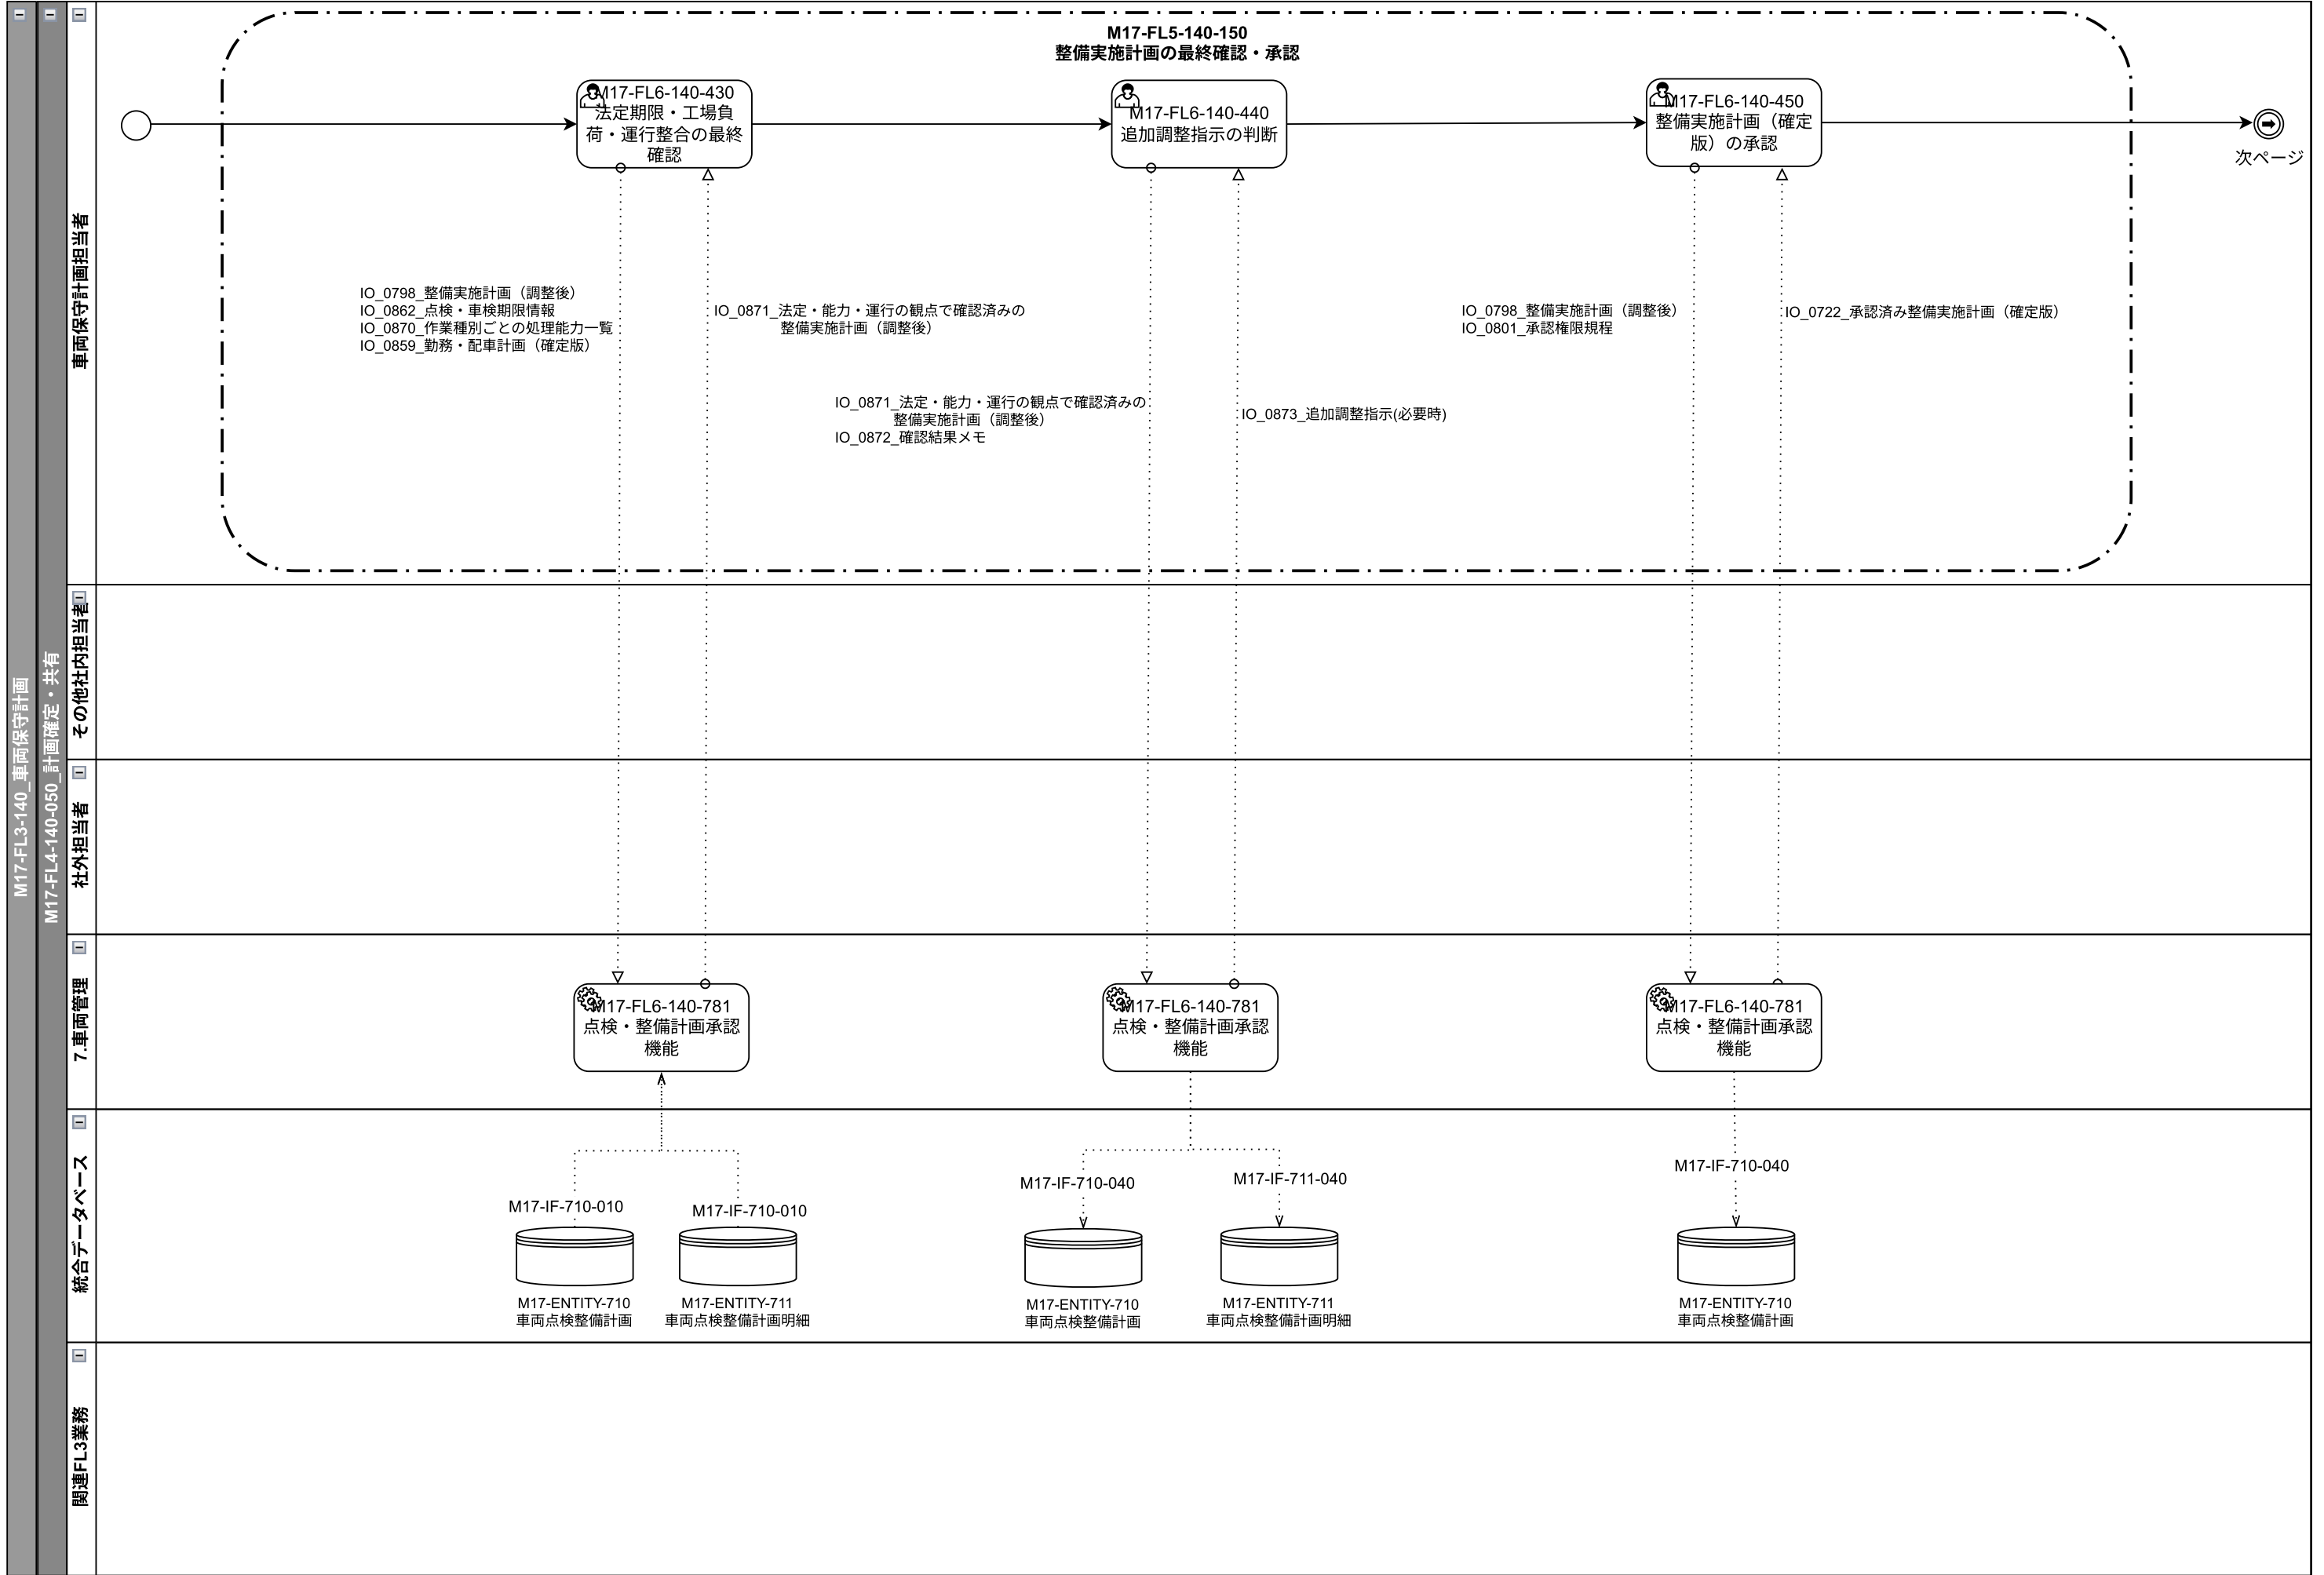 M17-FL3-140_車両保守計画
M17-FL4-140-050_計画確定・共有
車両保守計画担当者
M17-FL5-140-150
整備実施計画の最終確認・承認
M17-FL6-140-430
法定期限・工場負
荷・運行整合の最終
確認
M17-FL6-140-440
追加調整指示の判断
M17-FL6-140-450
整備実施計画（確定
版）の承認
次ページ
IO_0798_整備実施計画（調整後）
IO_0862_点検・車検期限情報
IO_0870_作業種別ごとの処理能力一覧
IO_0859_勤務・配車計画（確定版）
IO_0871_法定・能力・運行の観点で確認済みの
整備実施計画（調整後）
IO_0871_法定・能力・運行の観点で確認済みの
整備実施計画（調整後）
IO_0872_確認結果メモ
IO_0873_追加調整指示(必要時)
IO_0798_整備実施計画（調整後）
IO_0801_承認権限規程
IO_0722_承認済み整備実施計画（確定版）
その他社内担当者
社外担当者
7.車両管理
M17-FL6-140-781
点検・整備計画承認
機能
M17-FL6-140-781
点検・整備計画承認
機能
M17-FL6-140-781
点検・整備計画承認
機能
統合データベース
M17-IF-710-010
M17-IF-710-010
M17-IF-710-040
M17-IF-711-040
M17-IF-710-040
M17-ENTITY-710
車両点検整備計画
M17-ENTITY-711
車両点検整備計画明細
M17-ENTITY-710
車両点検整備計画
M17-ENTITY-711
車両点検整備計画明細
M17-ENTITY-710
車両点検整備計画
関連FL3業務